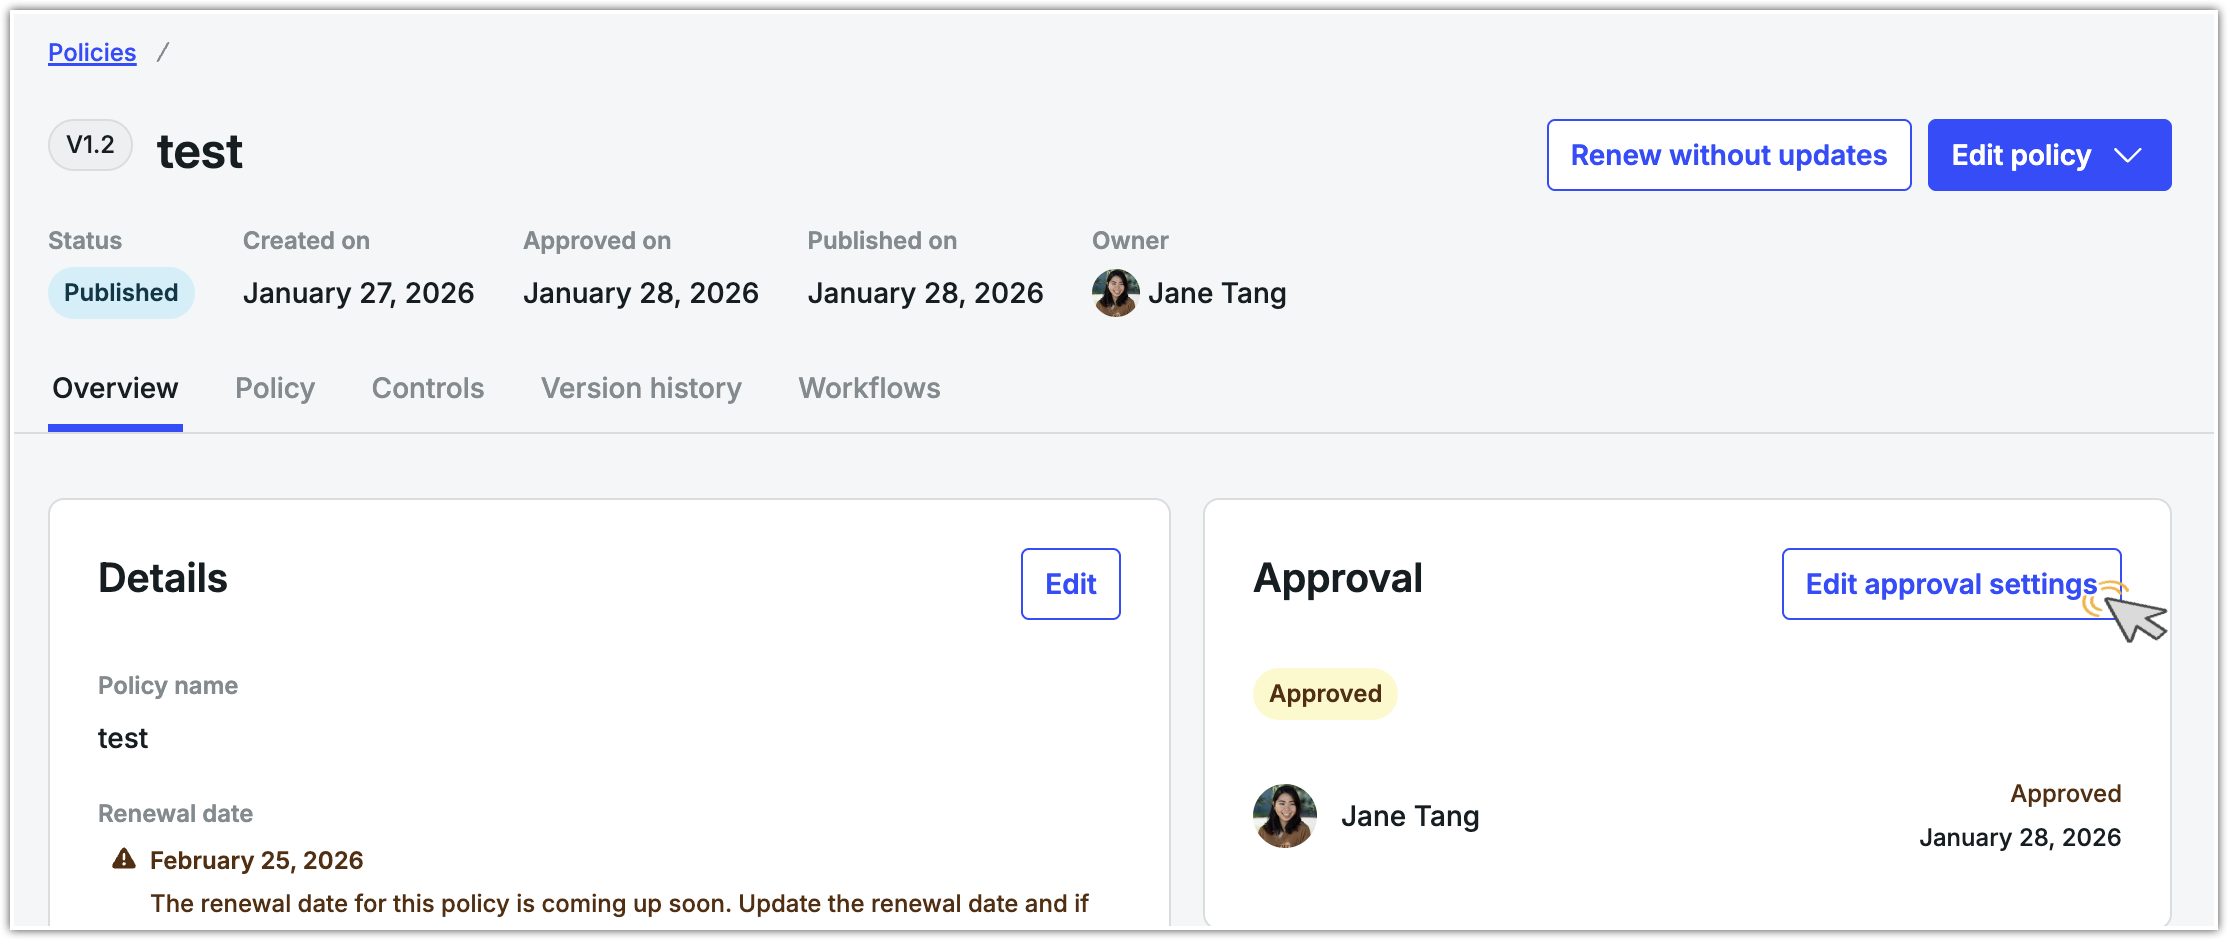 Policies /
V1.2 test
Renew without updates
Edit policy
Status
Published
Created on
January 27, 2026
Approved on
January 28, 2026
Published on
January 28, 2026
Owner
Jane Tang
Overview
Policy
Controls
Version history
Workflows
Details
Edit
Policy name
test
Renewal date
February 25, 2026
The renewal date for this policy is coming up soon. Update the renewal date and if
Approval
Edit approval settings
Approved
Jane Tang
Approved
January 28, 2026